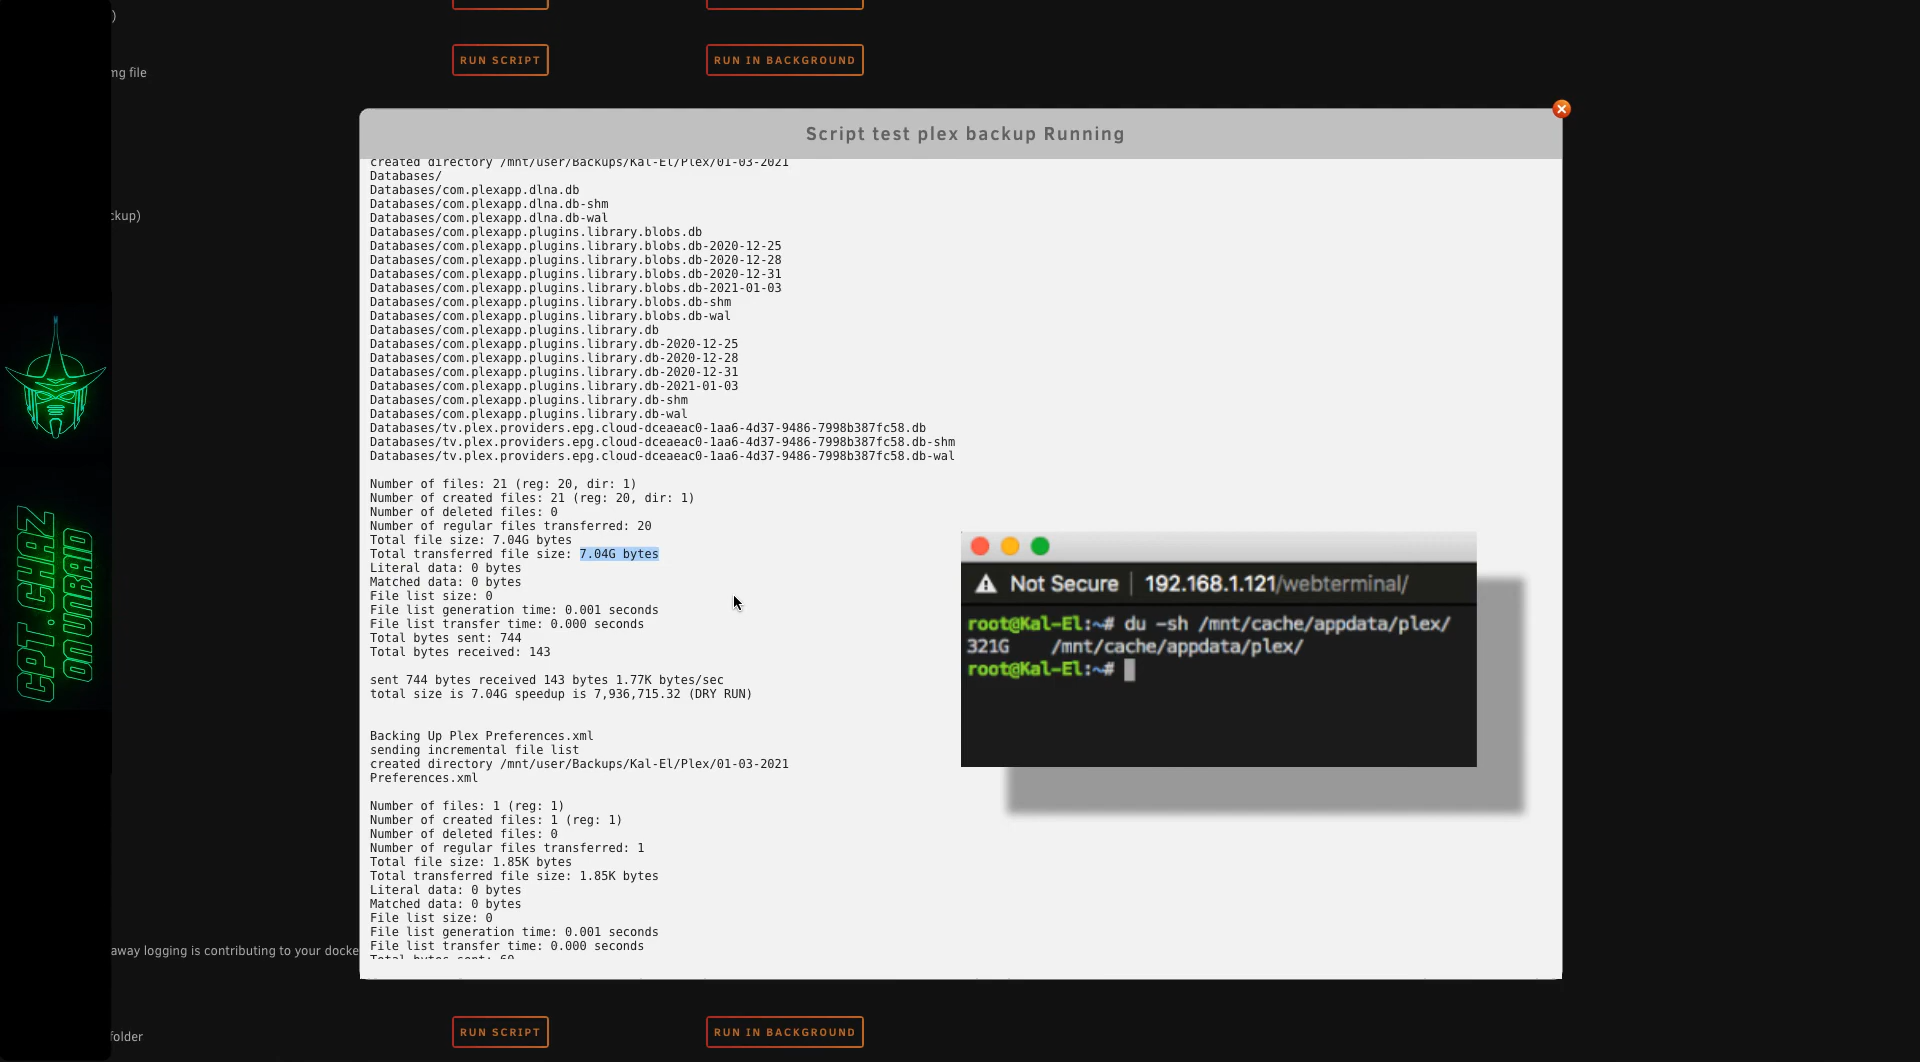 )
RUN SCRIPT
RUN IN BACKGROUND
mg file
Script test plex backup Running
created directory /mnt/user/Backups/Kal-El/Plex/01-03-2021
Databases/
Databases/com.plexapp.dlna.db
Databases/com.plexapp.dlna.db-shm
Databases/com.plexapp.dlna.db-wal
ckup)
Databases/com.plexapp.plugins.library.blobs.db
Databases/com.plexapp.plugins.library.blobs.db-2020-12-25
Databases/com.plexapp.plugins.library.blobs.db-2020-12-28
Databases/com.plexapp.plugins.library.blobs.db-2020-12-31
Databases/com.plexapp.plugins.library.blobs.db-2021-01-03
Databases/com.plexapp.plugins.library.blobs.db-shm
Databases/com.plexapp.plugins.library.blobs.db-wal
Databases/com.plexapp.plugins.library.db
Databases/com.plexapp.plugins.library.db-2020-12-25
Databases/com.plexapp.plugins.library.db-2020-12-28
Databases/com.plexapp.plugins.library.db-2020-12-31
Databases/com.plexapp.plugins.library.db-2021-01-03
Databases/com.plexapp.plugins.library.db-shm
Databases/com.plexapp.plugins.library.db-wal
Databases/tv.plex.providers.epg.cloud-dceaeac0-1aa6-4d37-9486-7998b387fc58.db
Databases/tv.plex.providers.epg.cloud-dceaeac0-1aa6-4d37-9486-7998b387fc58.db-shm
Databases/tv.plex.providers.epg.cloud-dceaeac0-1aa6-4d37-9486-7998b387fc58.db-wal
Number of files: 21 (reg: 20, dir: 1)
Number of created files: 21 (reg: 20, dir: 1)
Number of deleted files: 0
Number of regular files transferred: 20
Total file size: 7.04G bytes
Total transferred file size: 7.04G bytes
Literal data: 0 bytes
Matched data: 0 bytes
File list size: 0
File list generation time: 0.001 seconds
File list transfer time: 0.000 seconds
Total bytes sent: 744
Total bytes received: 143
sent 744 bytes received 143 bytes 1.77K bytes/sec
total size is 7.04G speedup is 7,936,715.32 (DRY RUN)
Backing Up Plex Preferences.xml
sending incremental file list
created directory /mnt/user/Backups/Kal-El/Plex/01-03-2021
Preferences.xml
Number of files: 1 (reg: 1)
Number of created files: 1 (reg: 1)
Number of deleted files: 0
Number of regular files transferred: 1
Total file size: 1.85K bytes
Total transferred file size: 1.85K bytes
Literal data: 0 bytes
Matched data: 0 bytes
File list size: 0
File list generation time: 0.001 seconds
File list transfer time: 0.000 seconds
Total bytes sent: 60
Not Secure | 192.168.1.121/webterminal/
root@Kal-El:~# du -sh /mnt/cache/appdata/plex/
321G /mnt/cache/appdata/plex/
root@Kal-El:~#
CPT.CHAZ
ON UNRAID
away logging is contributing to your docke
RUN SCRIPT
RUN IN BACKGROUND
folder